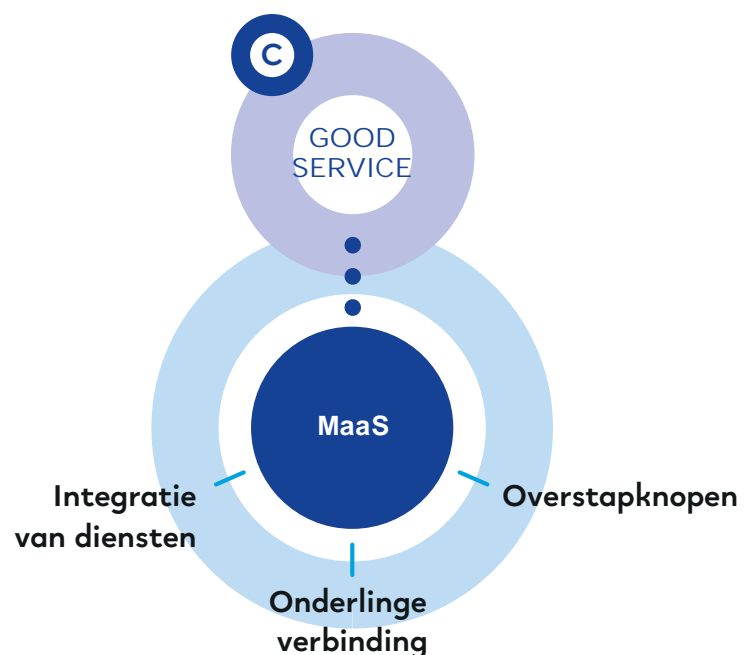 C
GOOD
SERVICE
MaaS
Integratie
van diensten
Overstapknopen
Onderlinge
verbinding